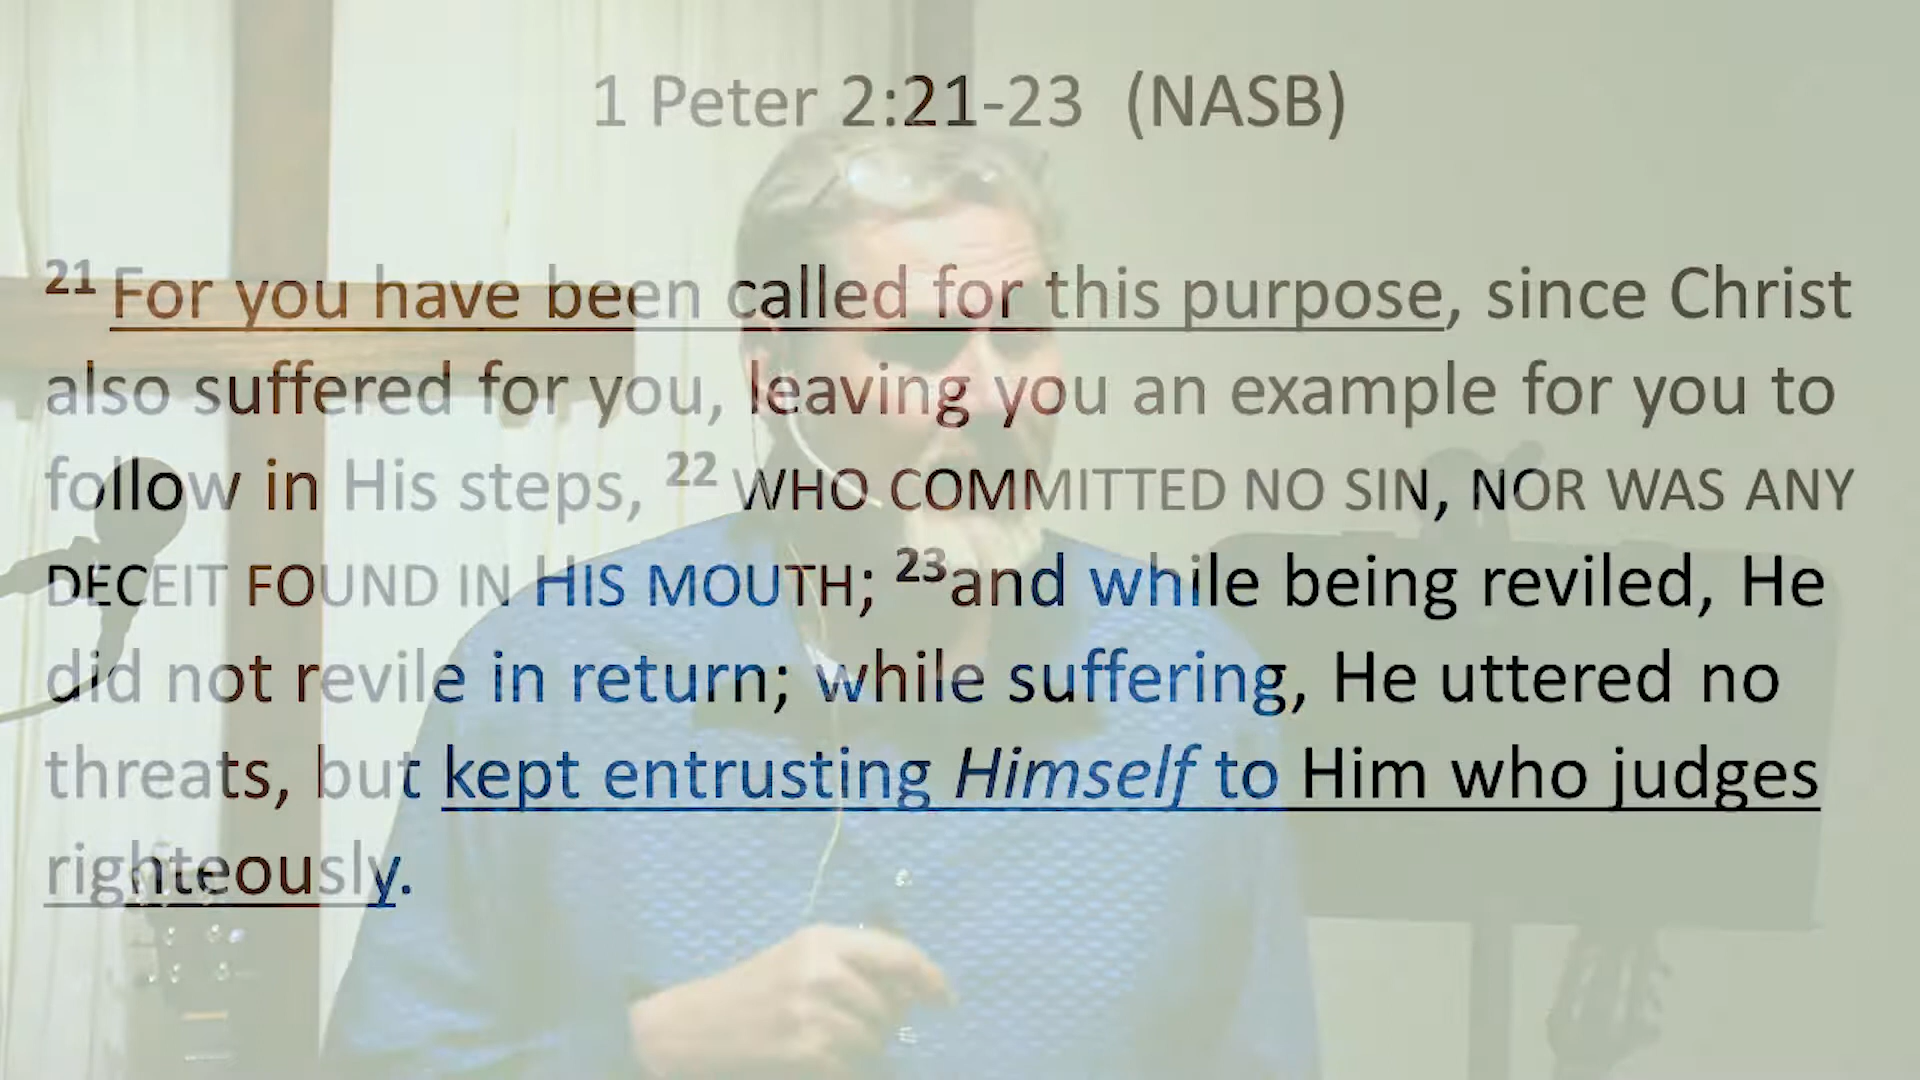 1 Peter 2:21-23 (NASB)
21 For you have been called for this purpose, since Christ
also suffered for you, leaving you an example for you to
follow in His steps, 22 WHO COMMITTED NO SIN, NOR WAS ANY
DECEIT FOUND IN HIS MOUTH; 23and while being reviled, He
did not revile in return; while suffering, He uttered no
threats, but kept entrusting Himself to Him who judges
righteously.